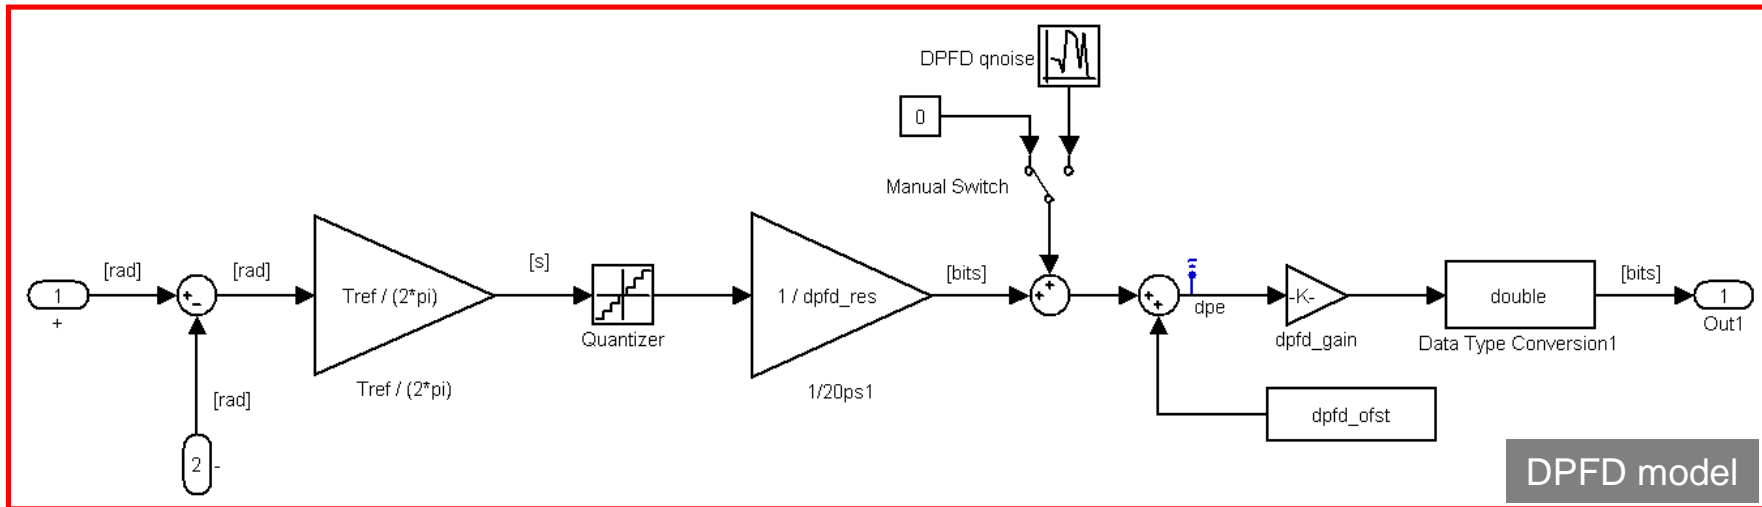 DPFD qnoise
0
Manual Switch
[rad]
[rad]
[s]
[bits]
[bits]
1
+
+
-
Tref / (2*pi)
Quantizer
1 / dpfd_res
+
+
+
+
dpe
-K-
dpfd_gain
double
Data Type Conversion1
1
Out1
Tref / (2*pi)
1/20ps1
[rad]
dpfd_ofst
2
-
DPFD model